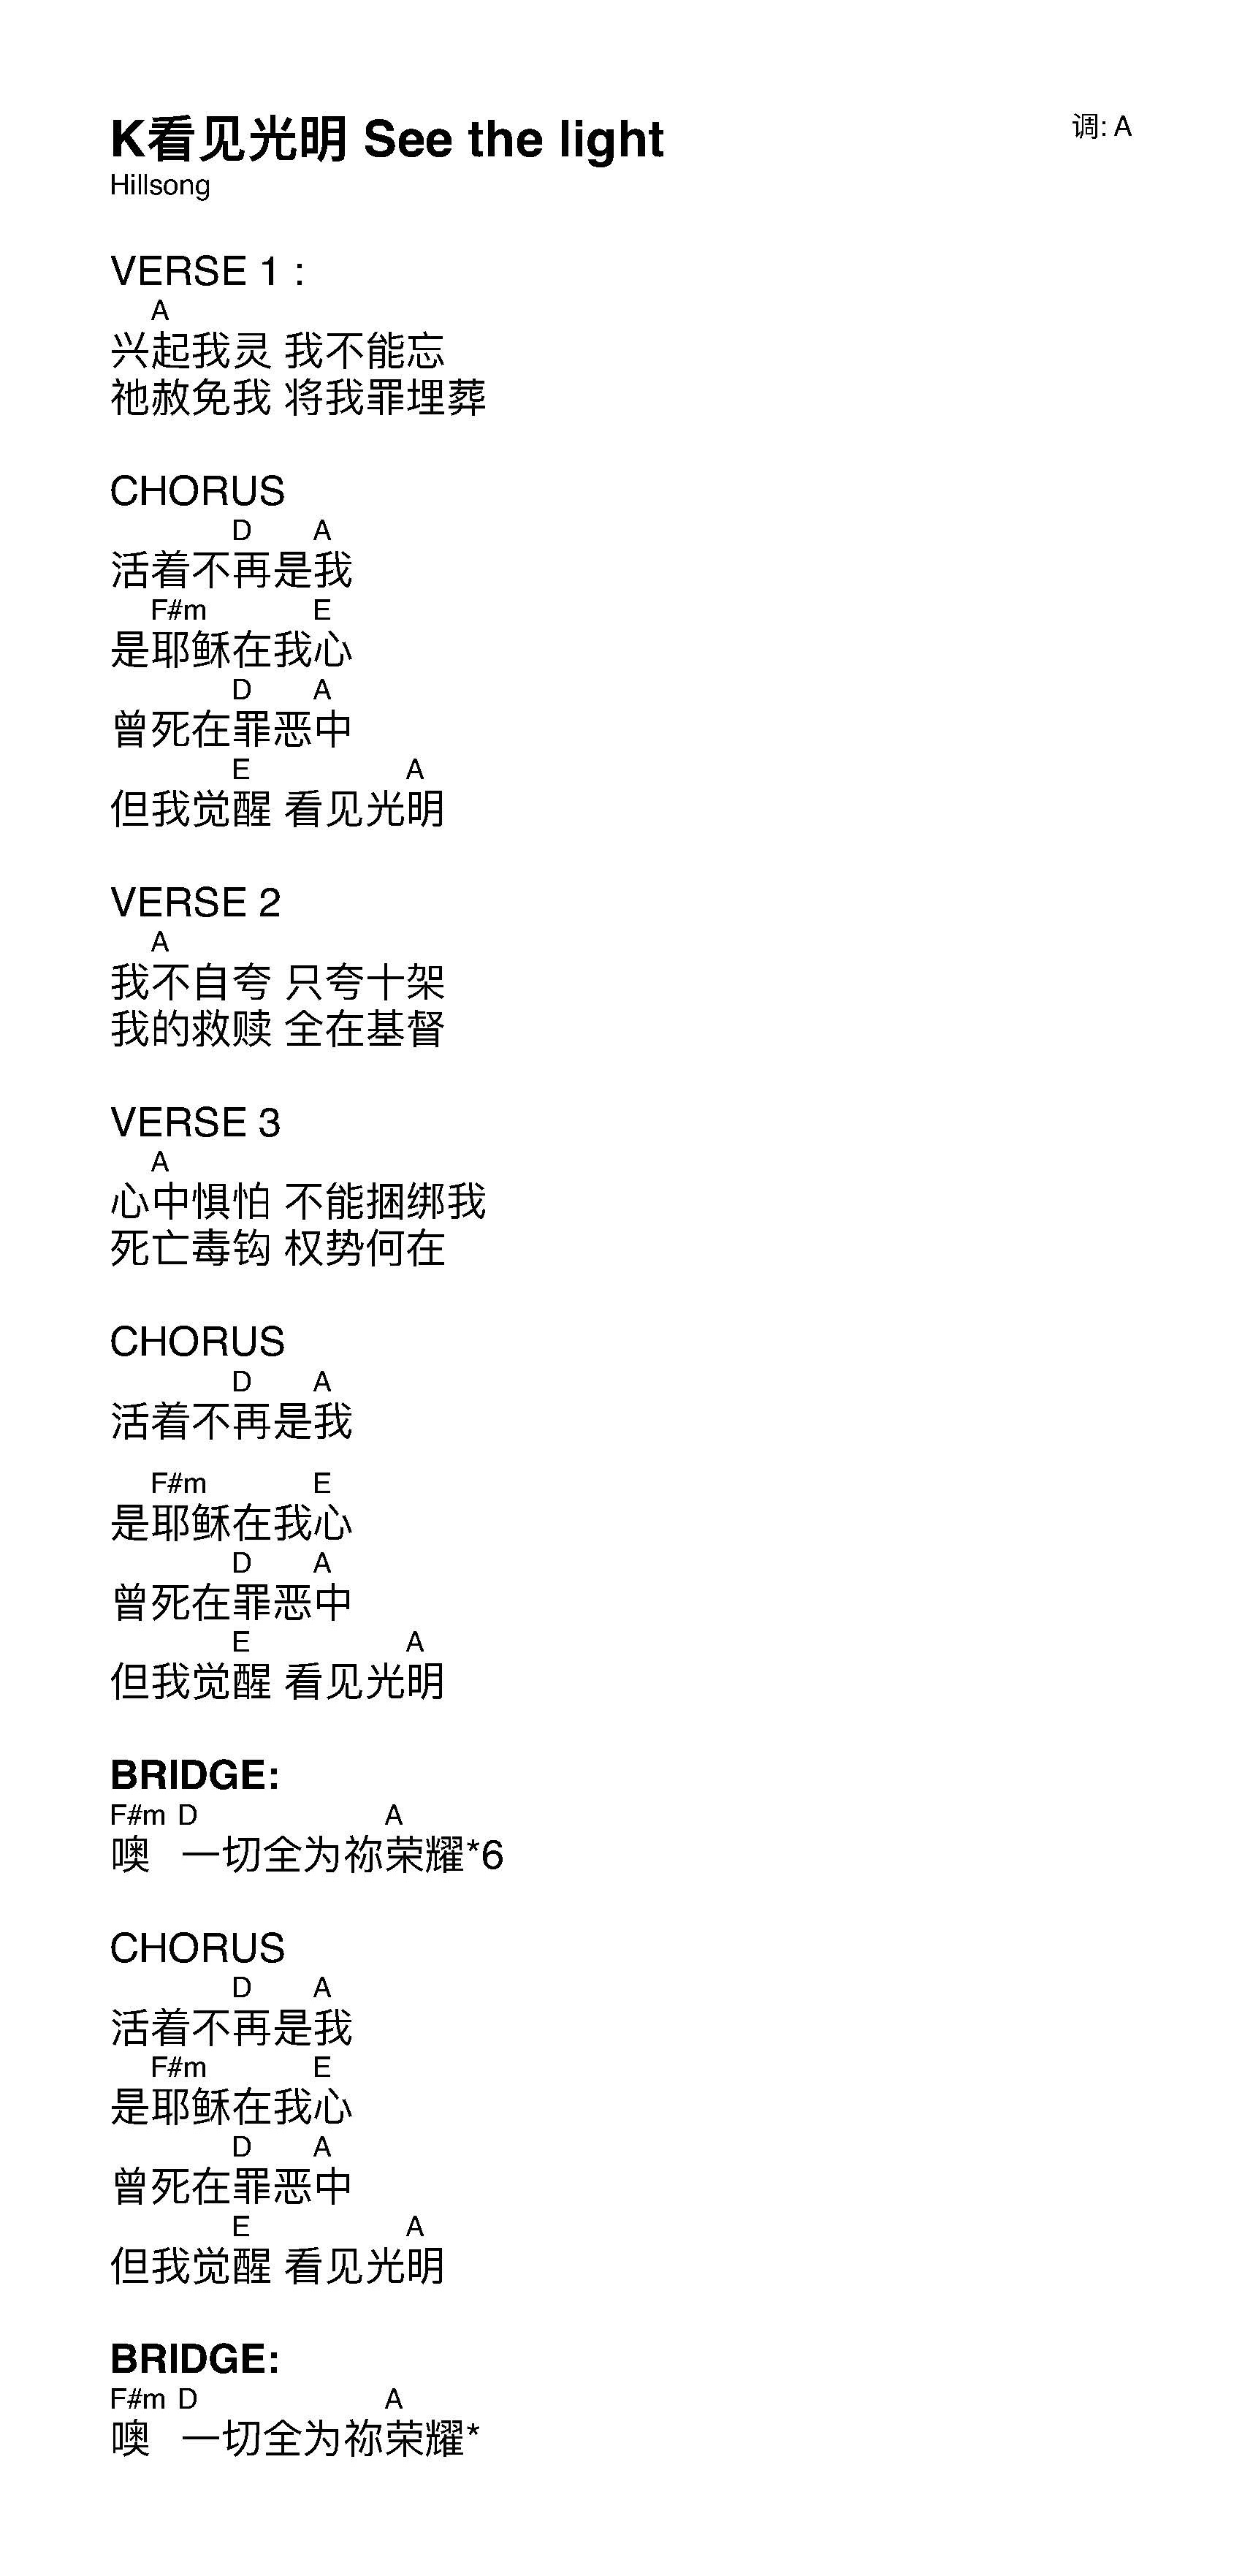 K看见光明 See the light
调: A
Hillsong
VERSE 1 :
A
兴起我灵 我不能忘
祂赦免我 将我罪埋葬
CHORUS
D A
活着不再是我
F#m E
是耶稣在我心
D A
曾死在罪恶中
E A
但我觉醒 看见光明
VERSE 2
A
我不自夸 只夸十架
我的救赎 全在基督
VERSE 3
A
心中惧怕 不能捆绑我
死亡毒钩 权势何在
CHORUS
D A
活着不再是我
F#m E
是耶稣在我心
D A
曾死在罪恶中
E A
但我觉醒 看见光明
BRIDGE:
F#m D A
噢 一切全为祢荣耀*6
CHORUS
D A
活着不再是我
F#m E
是耶稣在我心
D A
曾死在罪恶中
E A
但我觉醒 看见光明
BRIDGE:
F#m D A
噢 一切全为祢荣耀*